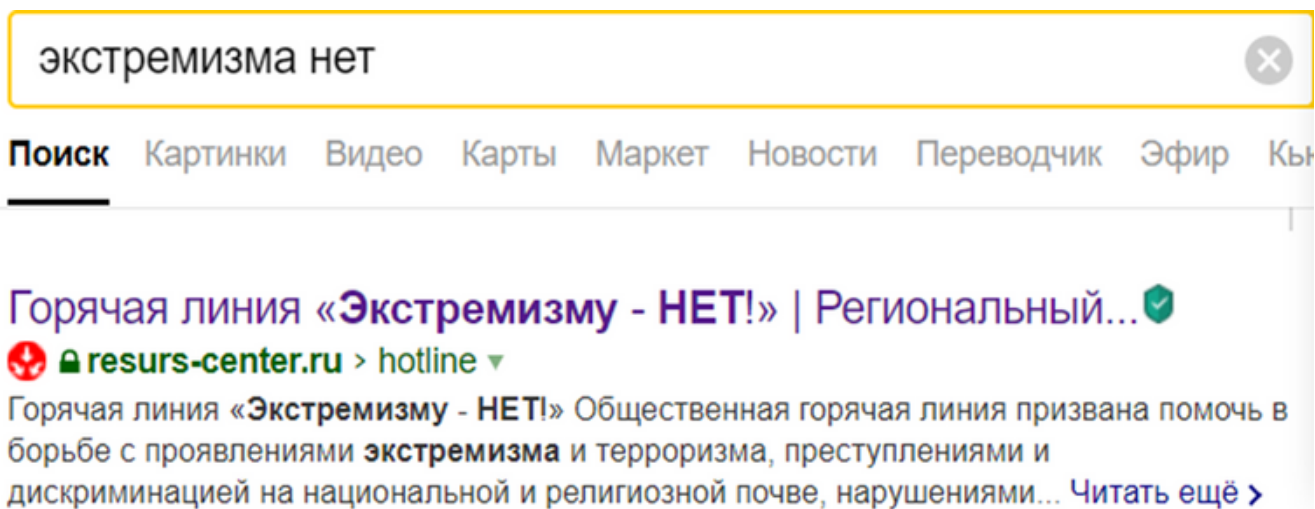 экстремизма нет
Поиск Картинки Видео Карты Маркет Новости Переводчик Эфир
Горячая линия «Экстремизму - НЕТ!» | Региональный...
resurs-center.ru › hotline
Горячая линия «Экстремизму - НЕТ!» Общественная горячая линия призвана помочь в
борьбе с проявлениями экстремизма и терроризма, преступлениями и
дискриминацией на национальной и религиозной почве, нарушениями... Читать ещё ›